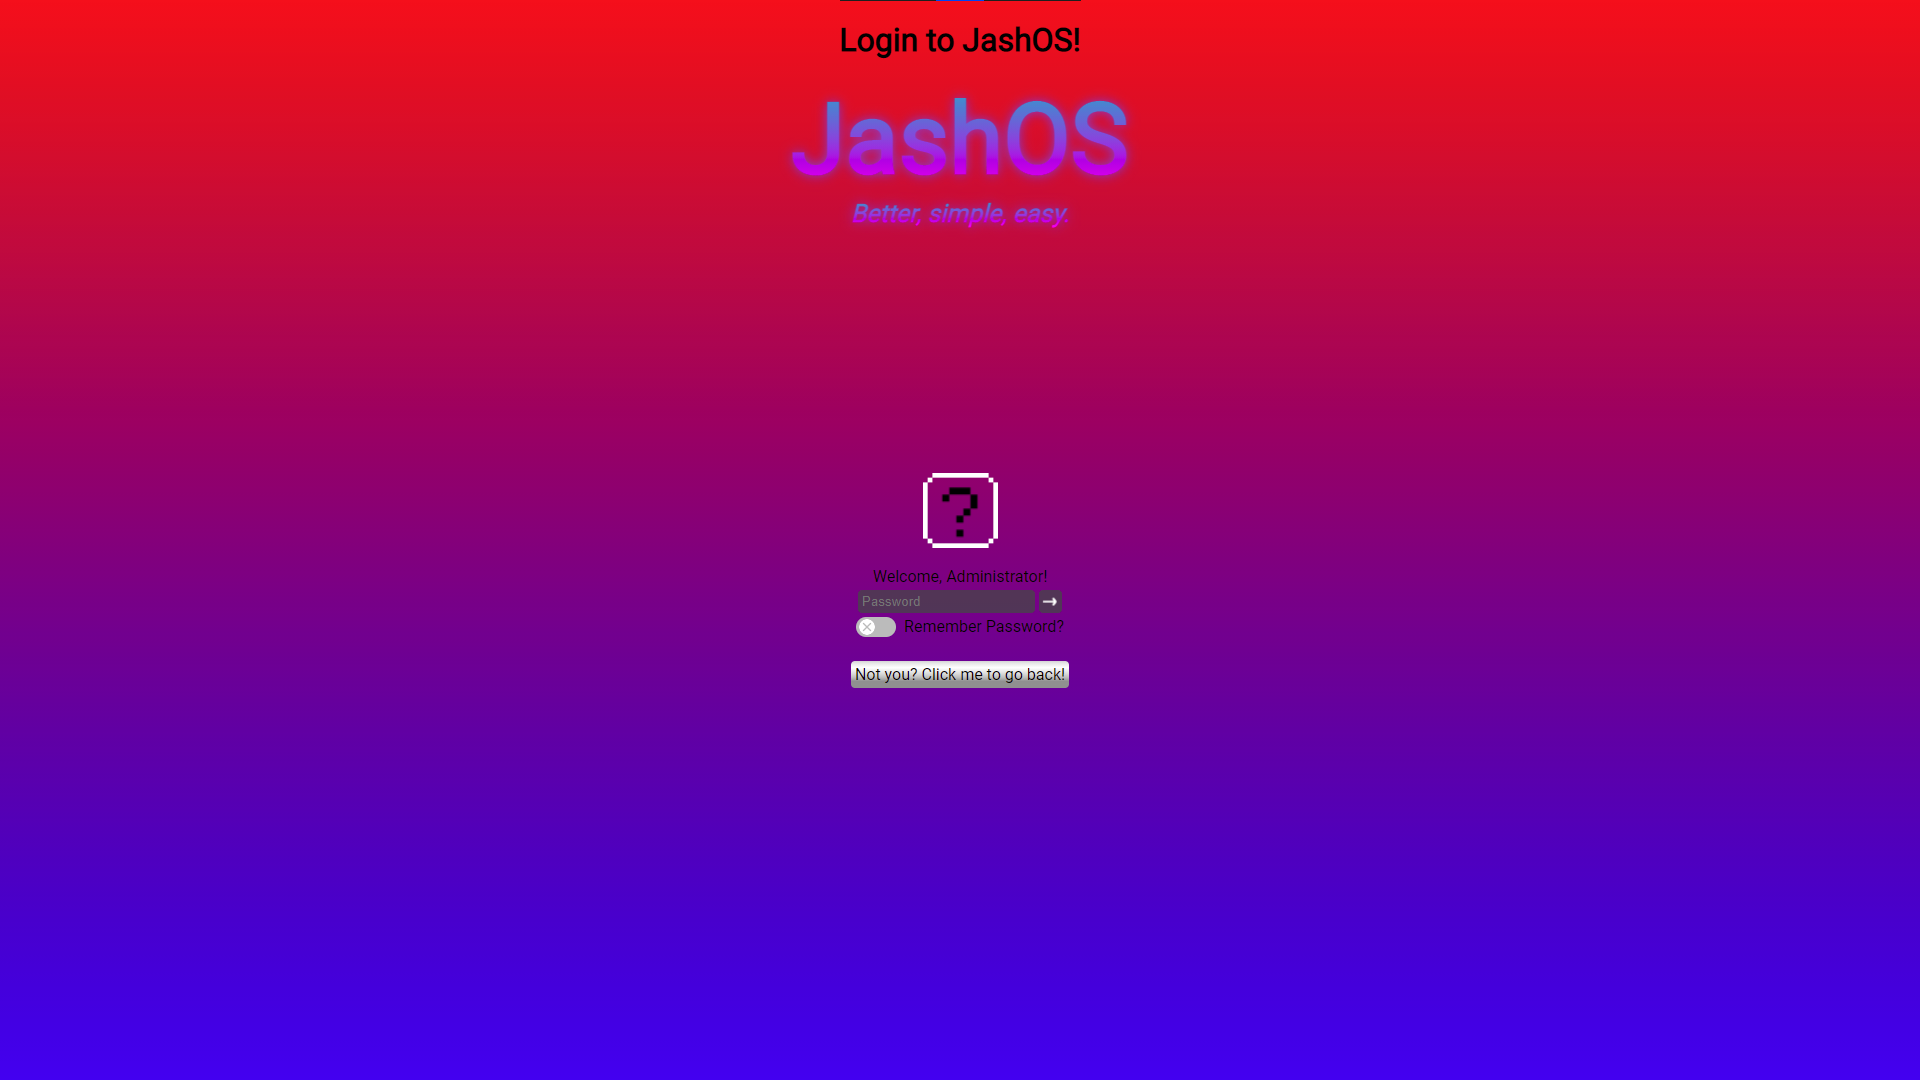 Login to JashOS!
JashOS
Better, simple, easy.
?
Welcome, Administrator!
Password
Remember Password?
Not you? Click me to go back!